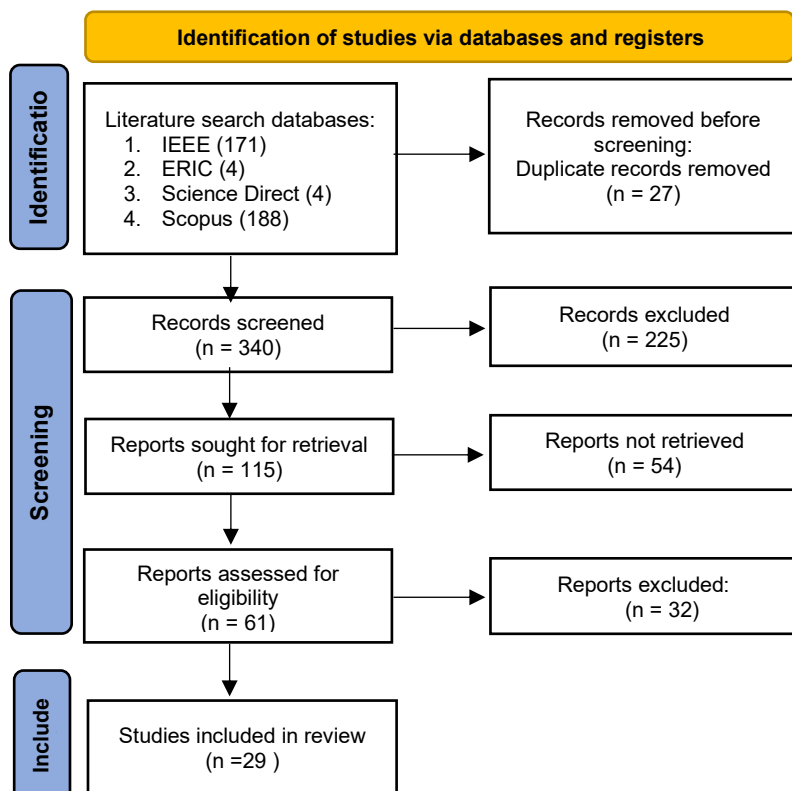 Identification of studies via databases and registers
Identificatio
Literature search databases:
1. IEEE (171)
2. ERIC (4)
3. Science Direct (4)
4. Scopus (188)
Records removed before
screening:
Duplicate records removed
(n = 27)
Screening
Records screened
(n = 340)
Records excluded
(n = 225)
Reports sought for retrieval
(n = 115)
Reports not retrieved
(n = 54)
Reports assessed for
eligibility
(n = 61)
Reports excluded:
(n = 32)
Include
Studies included in review
(n =29 )